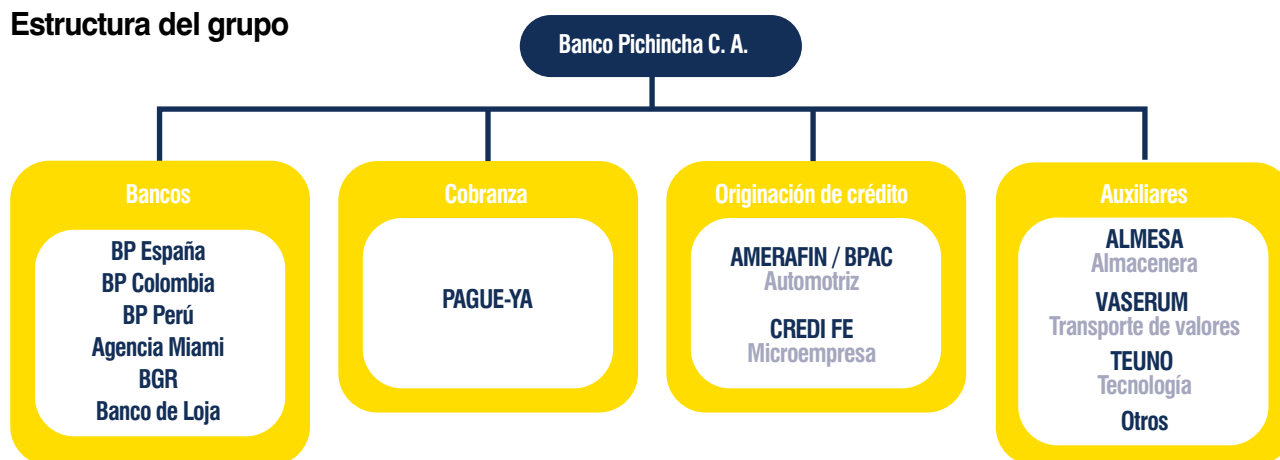 Estructura del grupo
Banco Pichincha C. A.
Bancos
BP España
BP Colombia
BP Perú
Agencia Miami
BGR
Banco de Loja
Cobranza
PAGUE-YA
Originación de crédito
AMERAFIN / BPAC
Automotriz
CREDI FE
Microempresa
Auxiliares
ALMESA
Almacenera
VASERUM
Transporte de valores
TEUNO
Tecnología
Otros